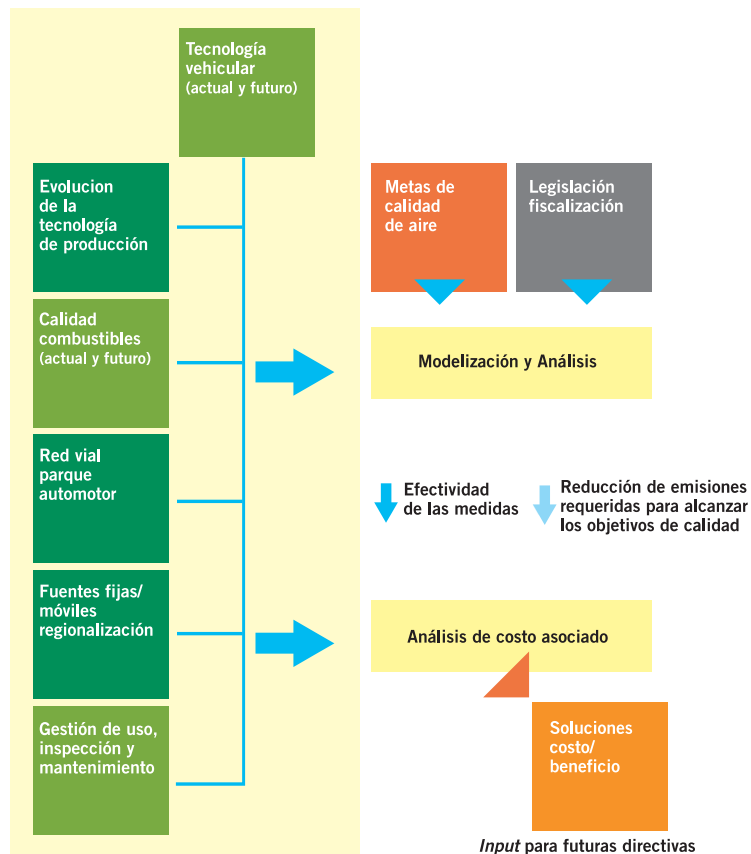 Tecnología
vehicular
(actual y futuro)
Evolucion
de la
tecnología
de producción
Calidad
combustibles
(actual y futuro)
Red vial
parque
automotor
Fuentes fijas/
móviles
regionalización
Gestión de uso,
inspección y
mantenimiento
Metas de
calidad
de aire
Legislación
fiscalización
Modelización y Análisis
Efectividad
de las medidas
Reducción de emisiones
requeridas para alcanzar
los objetivos de calidad
Análisis de costo asociado
Soluciones
costo/
beneficio
Input para futuras directivas